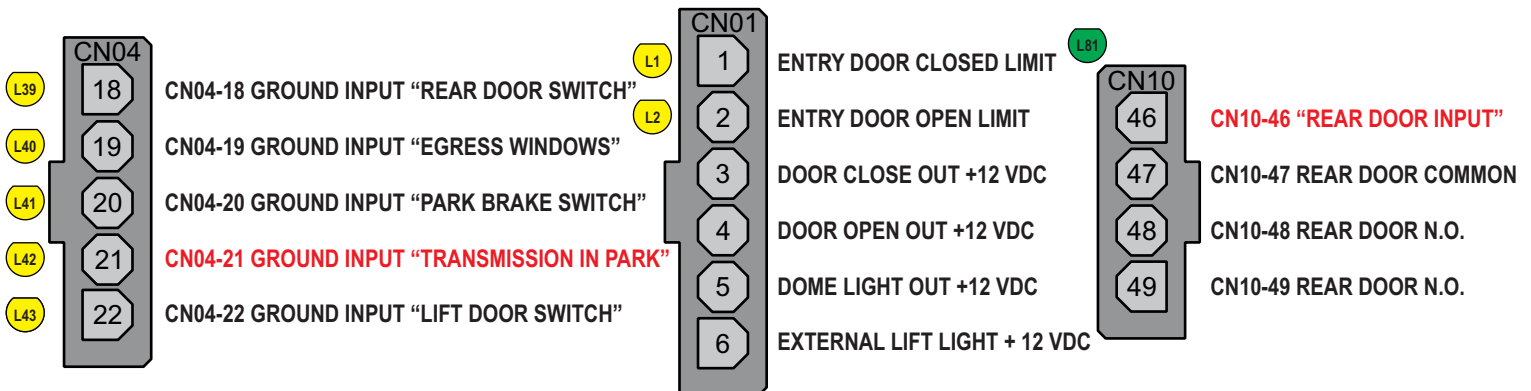 CN04
L39 18 CN04-18 GROUND INPUT “REAR DOOR SWITCH”
L40 19 CN04-19 GROUND INPUT “EGRESS WINDOWS”
L41 20 CN04-20 GROUND INPUT “PARK BRAKE SWITCH”
L42 21 CN04-21 GROUND INPUT “TRANSMISSION IN PARK”
L43 22 CN04-22 GROUND INPUT “LIFT DOOR SWITCH”
CN01
L1 1 ENTRY DOOR CLOSED LIMIT
L2 2 ENTRY DOOR OPEN LIMIT
3 DOOR CLOSE OUT +12 VDC
4 DOOR OPEN OUT +12 VDC
5 DOME LIGHT OUT +12 VDC
6 EXTERNAL LIFT LIGHT + 12 VDC
L81
CN10
46 CN10-46 “REAR DOOR INPUT”
47 CN10-47 REAR DOOR COMMON
48 CN10-48 REAR DOOR N.O.
49 CN10-49 REAR DOOR N.O.